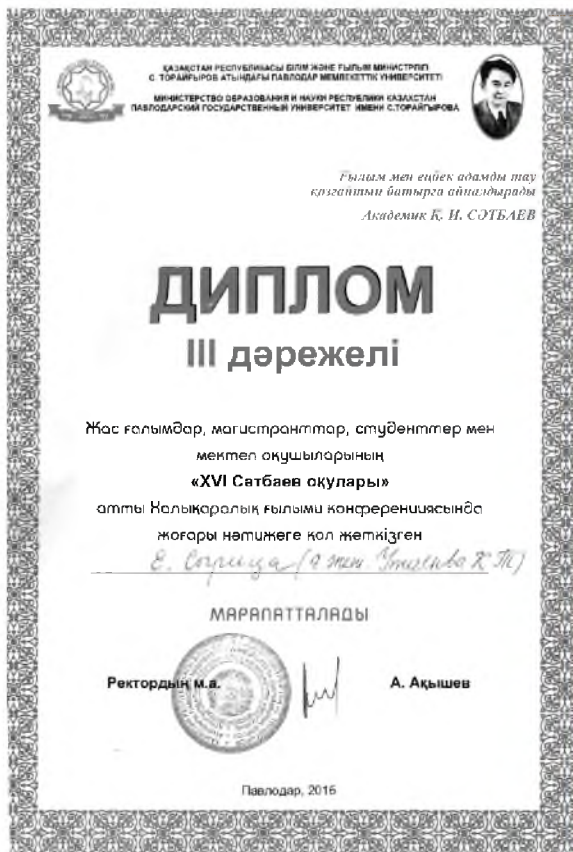 ҚАЗАҚСТАН РЕСПУБЛИКАСЫ БІЛІМ ЖӘНЕ ҒЫЛЫМ МИНИСТРЛІГІ
С. ТОРАЙҒЫРОВ АТЫНДАҒЫ ПАВЛОДАР МЕМЛЕКЕТТІК УНИВЕРСИТЕТІ
МИНИСТЕРСТВО ОБРАЗОВАНИЯ И НАУКИ РЕСПУБЛИКИ КАЗАХСТАН
ПАВЛОДАРСКИЙ ГОСУДАРСТВЕННЫЙ УНИВЕРСИТЕТ ИМЕНИ С.ТОРАЙГЫРОВА
Ғылым мен еңбек адамды тау
қозғайтын батырға айналдырады
Академик Қ. И. СӘТБАЕВ
ДИПЛОМ
III дәрежелі
Жас ғалымдар, магистранттар, студенттер мен
мектеп оқушыларының
«XVI Сатбаев оқулары»
атты Халықаралық ғылыми конференциясында
жоғары нәтижеге қол жеткізген
Е.
МАРАПАТТАЛАДЫ
Ректордың м.а.
А. Ақышев
Павлодар, 2016